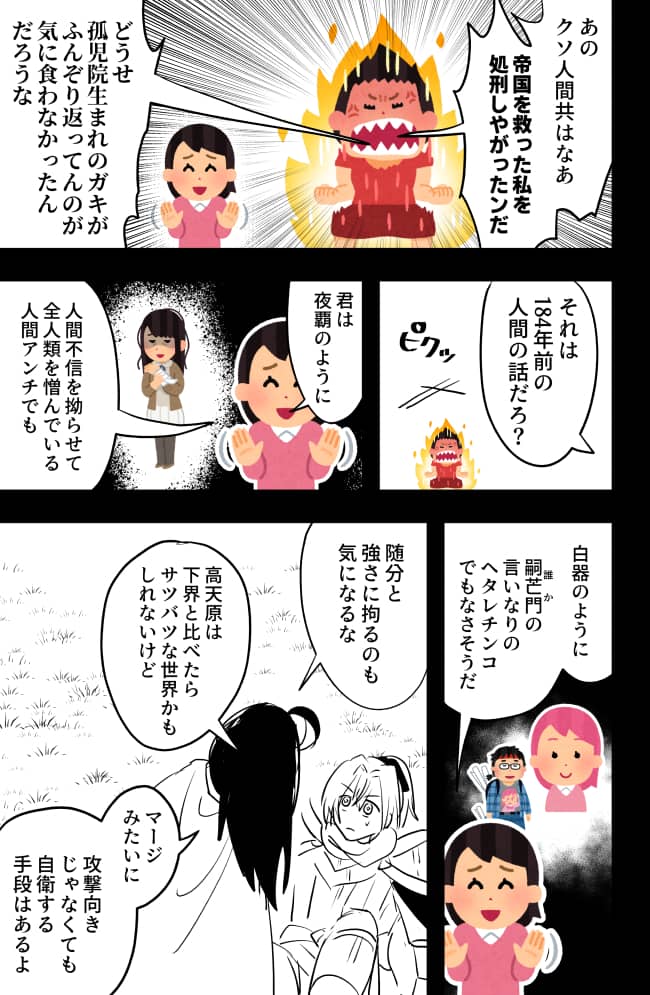 あの
クソ人間共はなあ
帝国を救った私を
処刑しやがったンだ
どうせ
孤児院生まれのガキが
ふんぞり返ってんのが
気に食わなかったん
だろうな
それは
184年前の
人間の話だろ?
ピクッ
君は
夜覇のように
人間不信を拗らせて
全人類を憎んでいる
人間アンチでも
白器のように
嗣芒門の
誰か
言いなりの
ヘタレチンコ
でもなさそうだ
随分と
強さに拘るのも
気になるな
高天原は
下界と比べたら
サツバツな世界かも
しれないけど
マージ
みたいに
攻撃向き
じゃなくても
自衛する
手段はあるよ